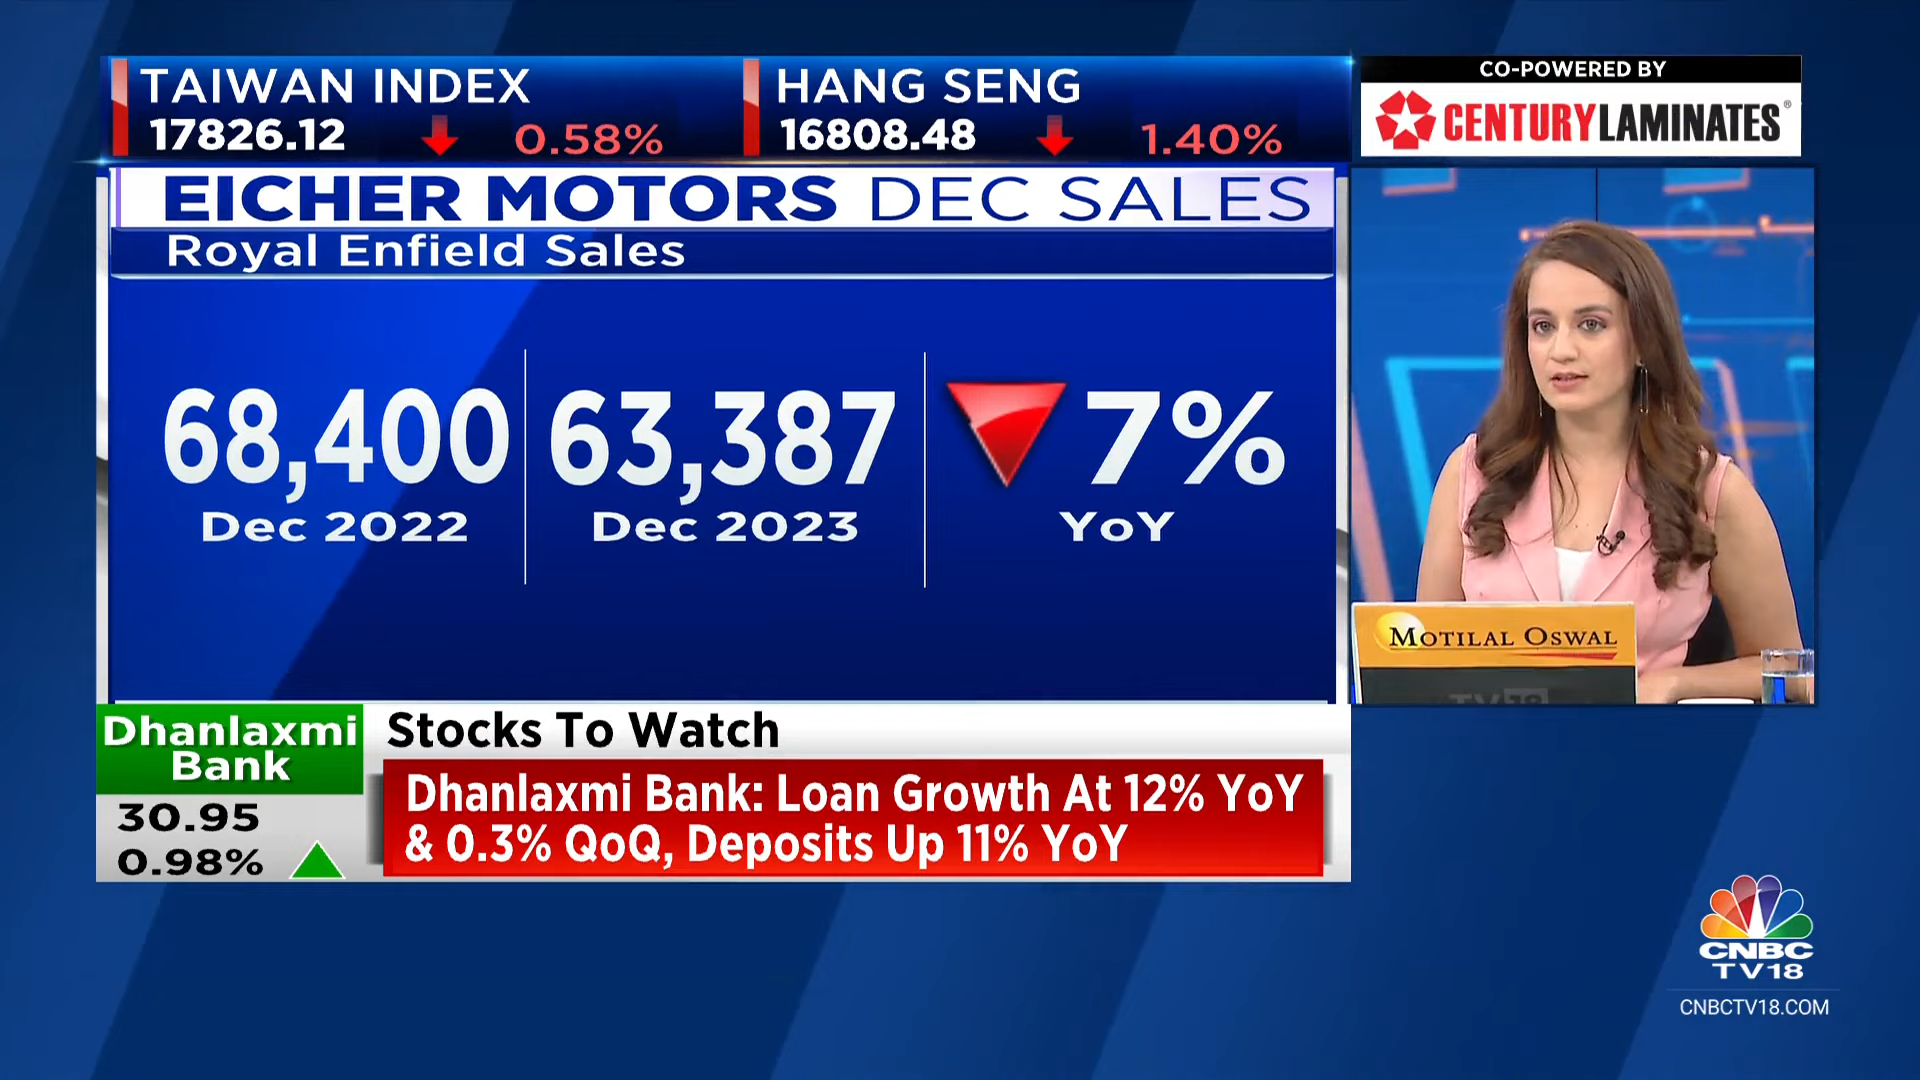 TAIWAN INDEX
17826.12 0.58%
HANG SENG
16808.48 1.40%
CO-POWERED BY
CENTURYLAMINATES®
EICHER MOTORS DEC SALES
Royal Enfield Sales
68,400
Dec 2022
63,387
Dec 2023
7%
YoY
MOTILAL OSWAL
TV18
Dhanlaxmi
Bank
30.95
0.98%
Stocks To Watch
Dhanlaxmi Bank: Loan Growth At 12% YoY
& 0.3% QoQ, Deposits Up 11% YoY
CNBC
TV18
CNBCTV18.COM